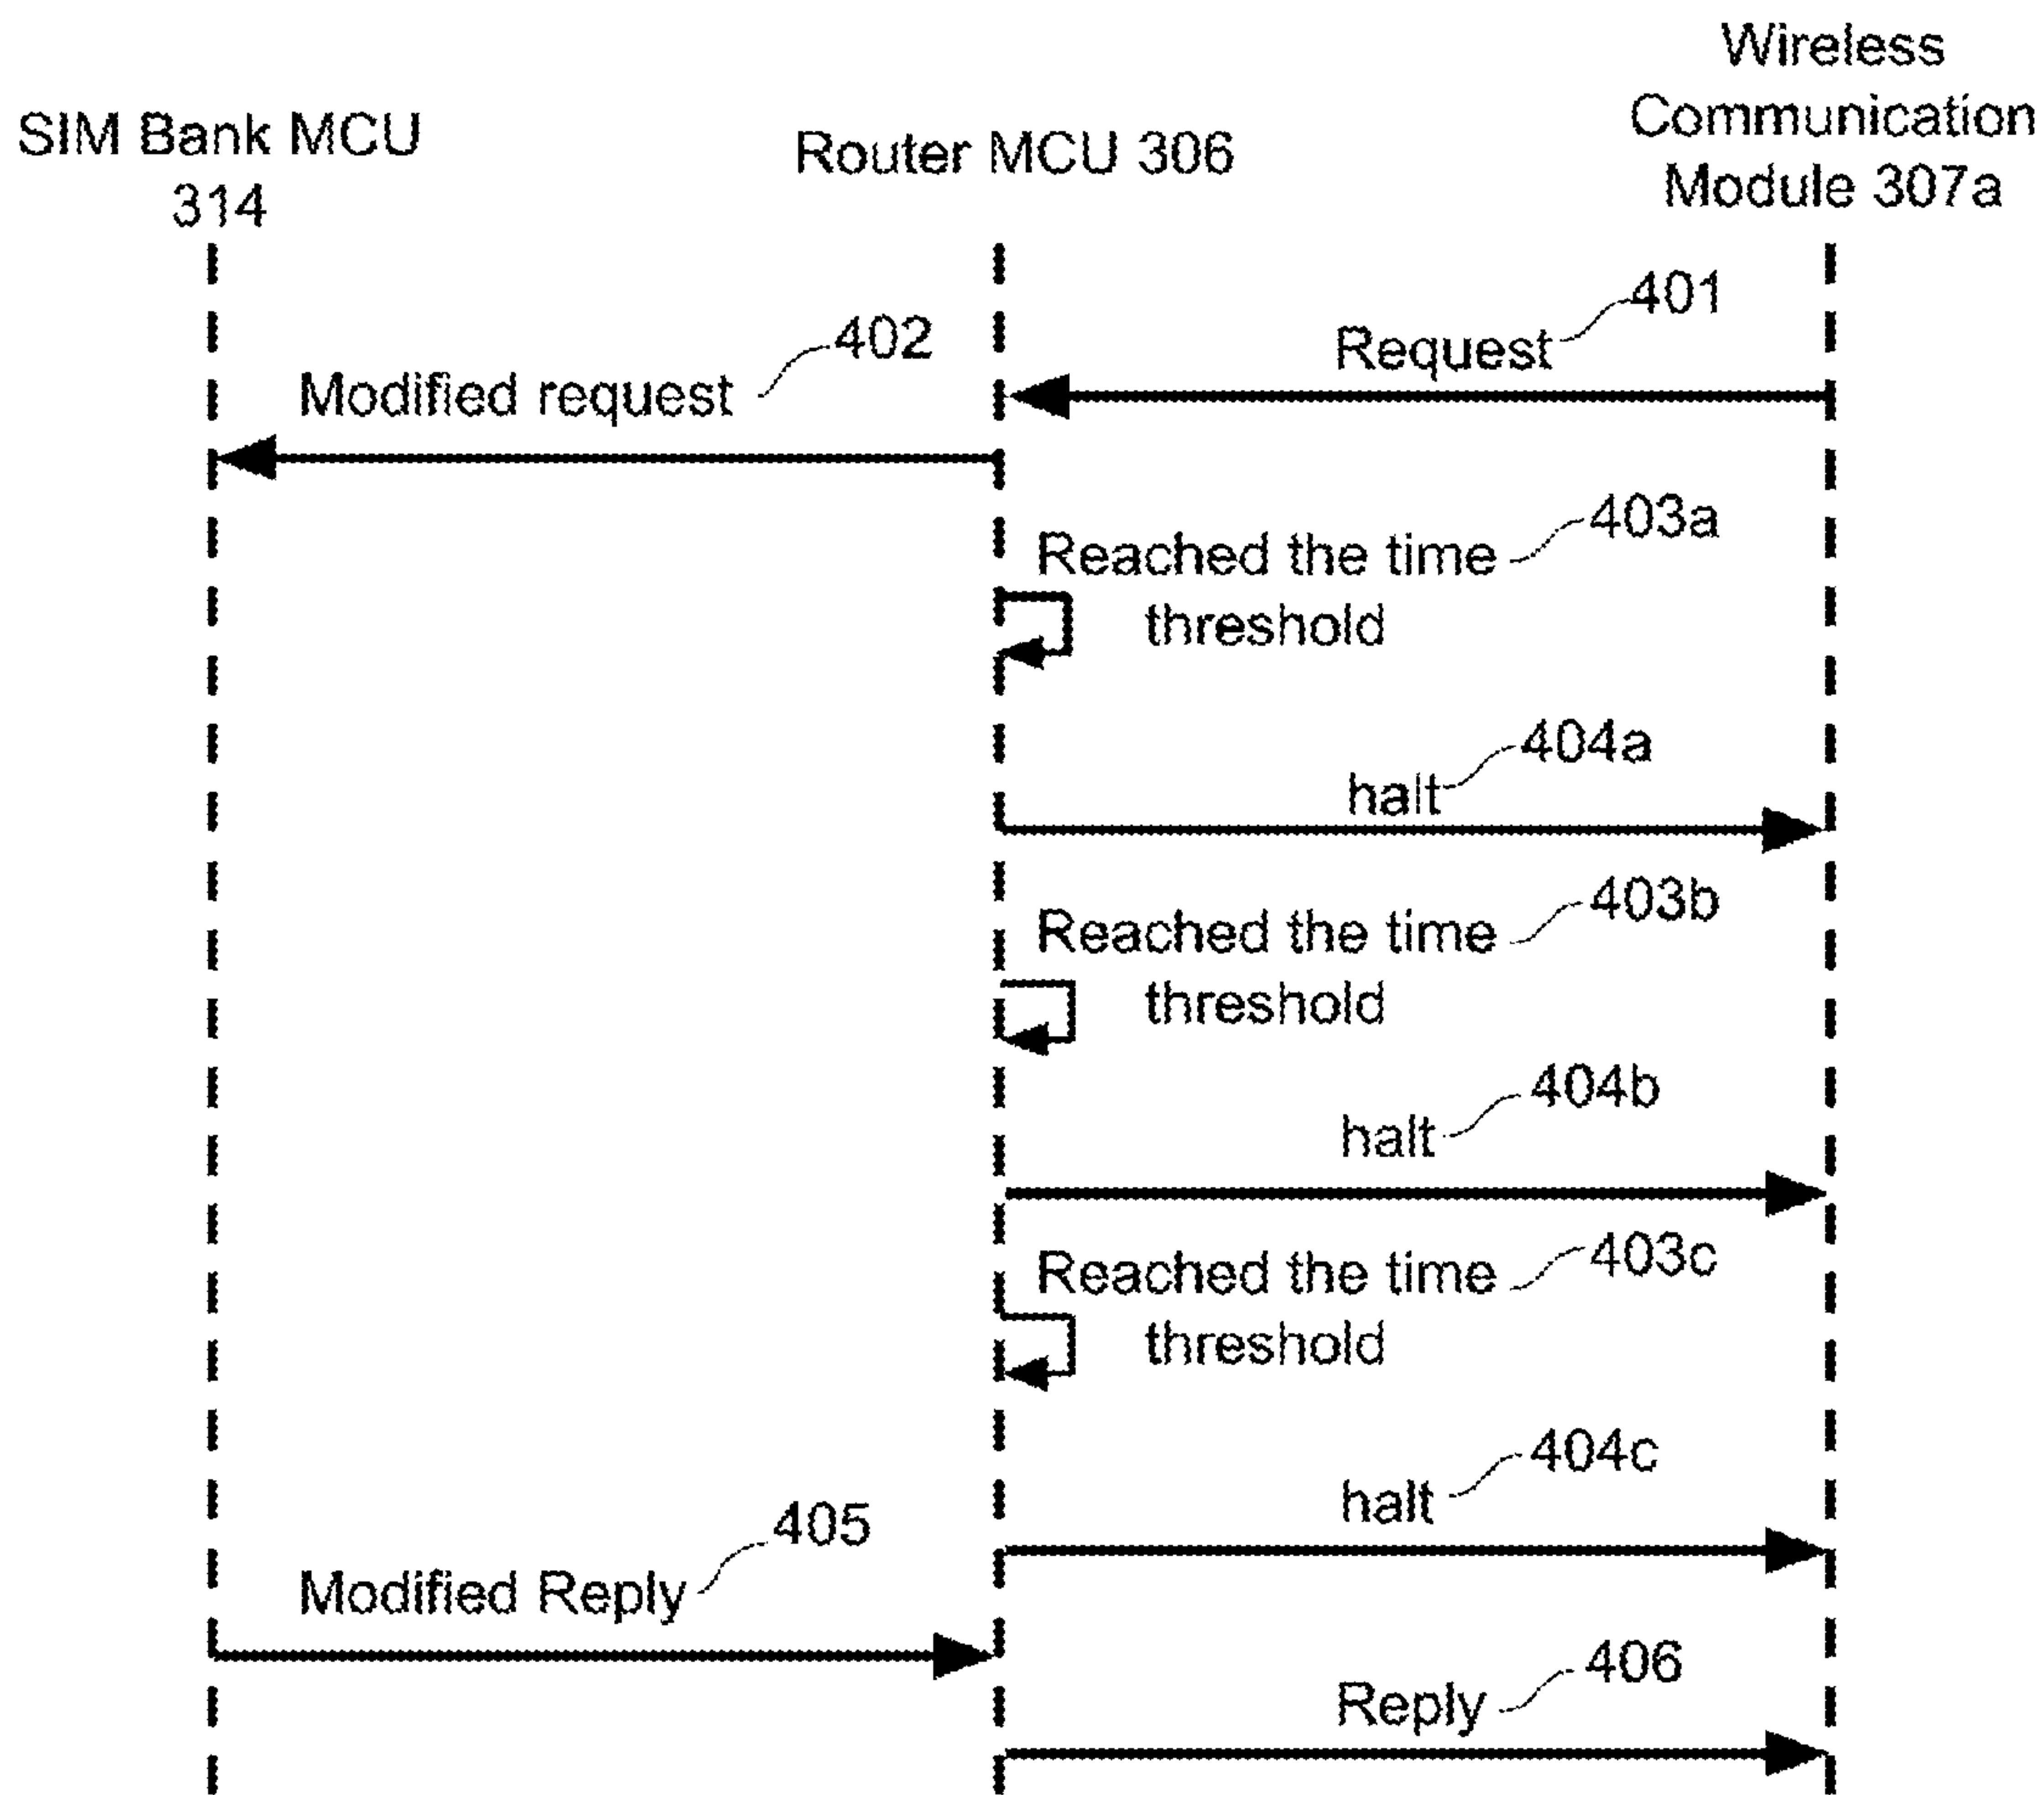 SIM Bank MCU
314
Router MCU 306
Wireless
Communication
Module 307a
401
Request
402
Modified request
403a
Reached the time
threshold
404a
halt
403b
Reached the time
threshold
404b
halt
403c
Reached the time
threshold
404c
halt
405
Modified Reply
406
Reply